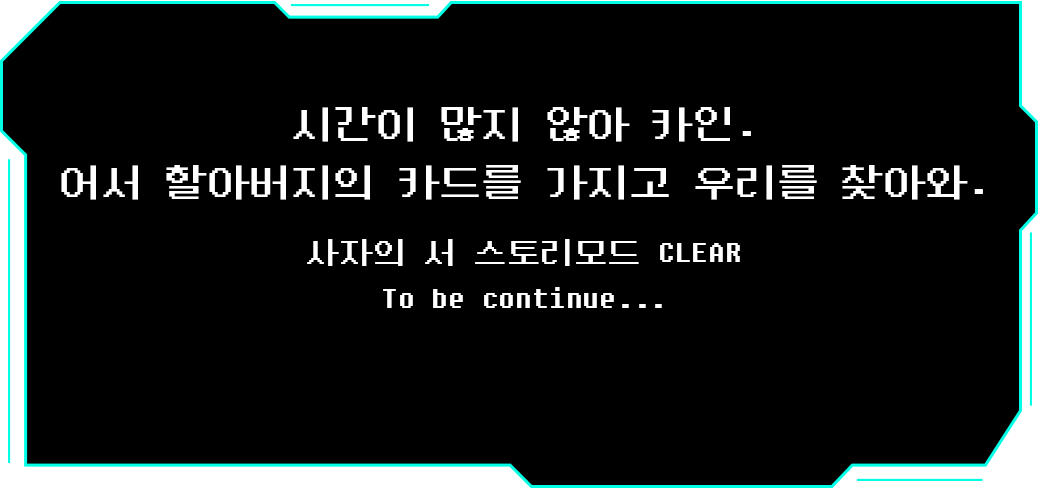 시간이 많지 않아 카인.
어서 할아버지의 카드를 가지고 우리를 찾아와.
사자의 서 스토리모드 CLEAR
To be continue...